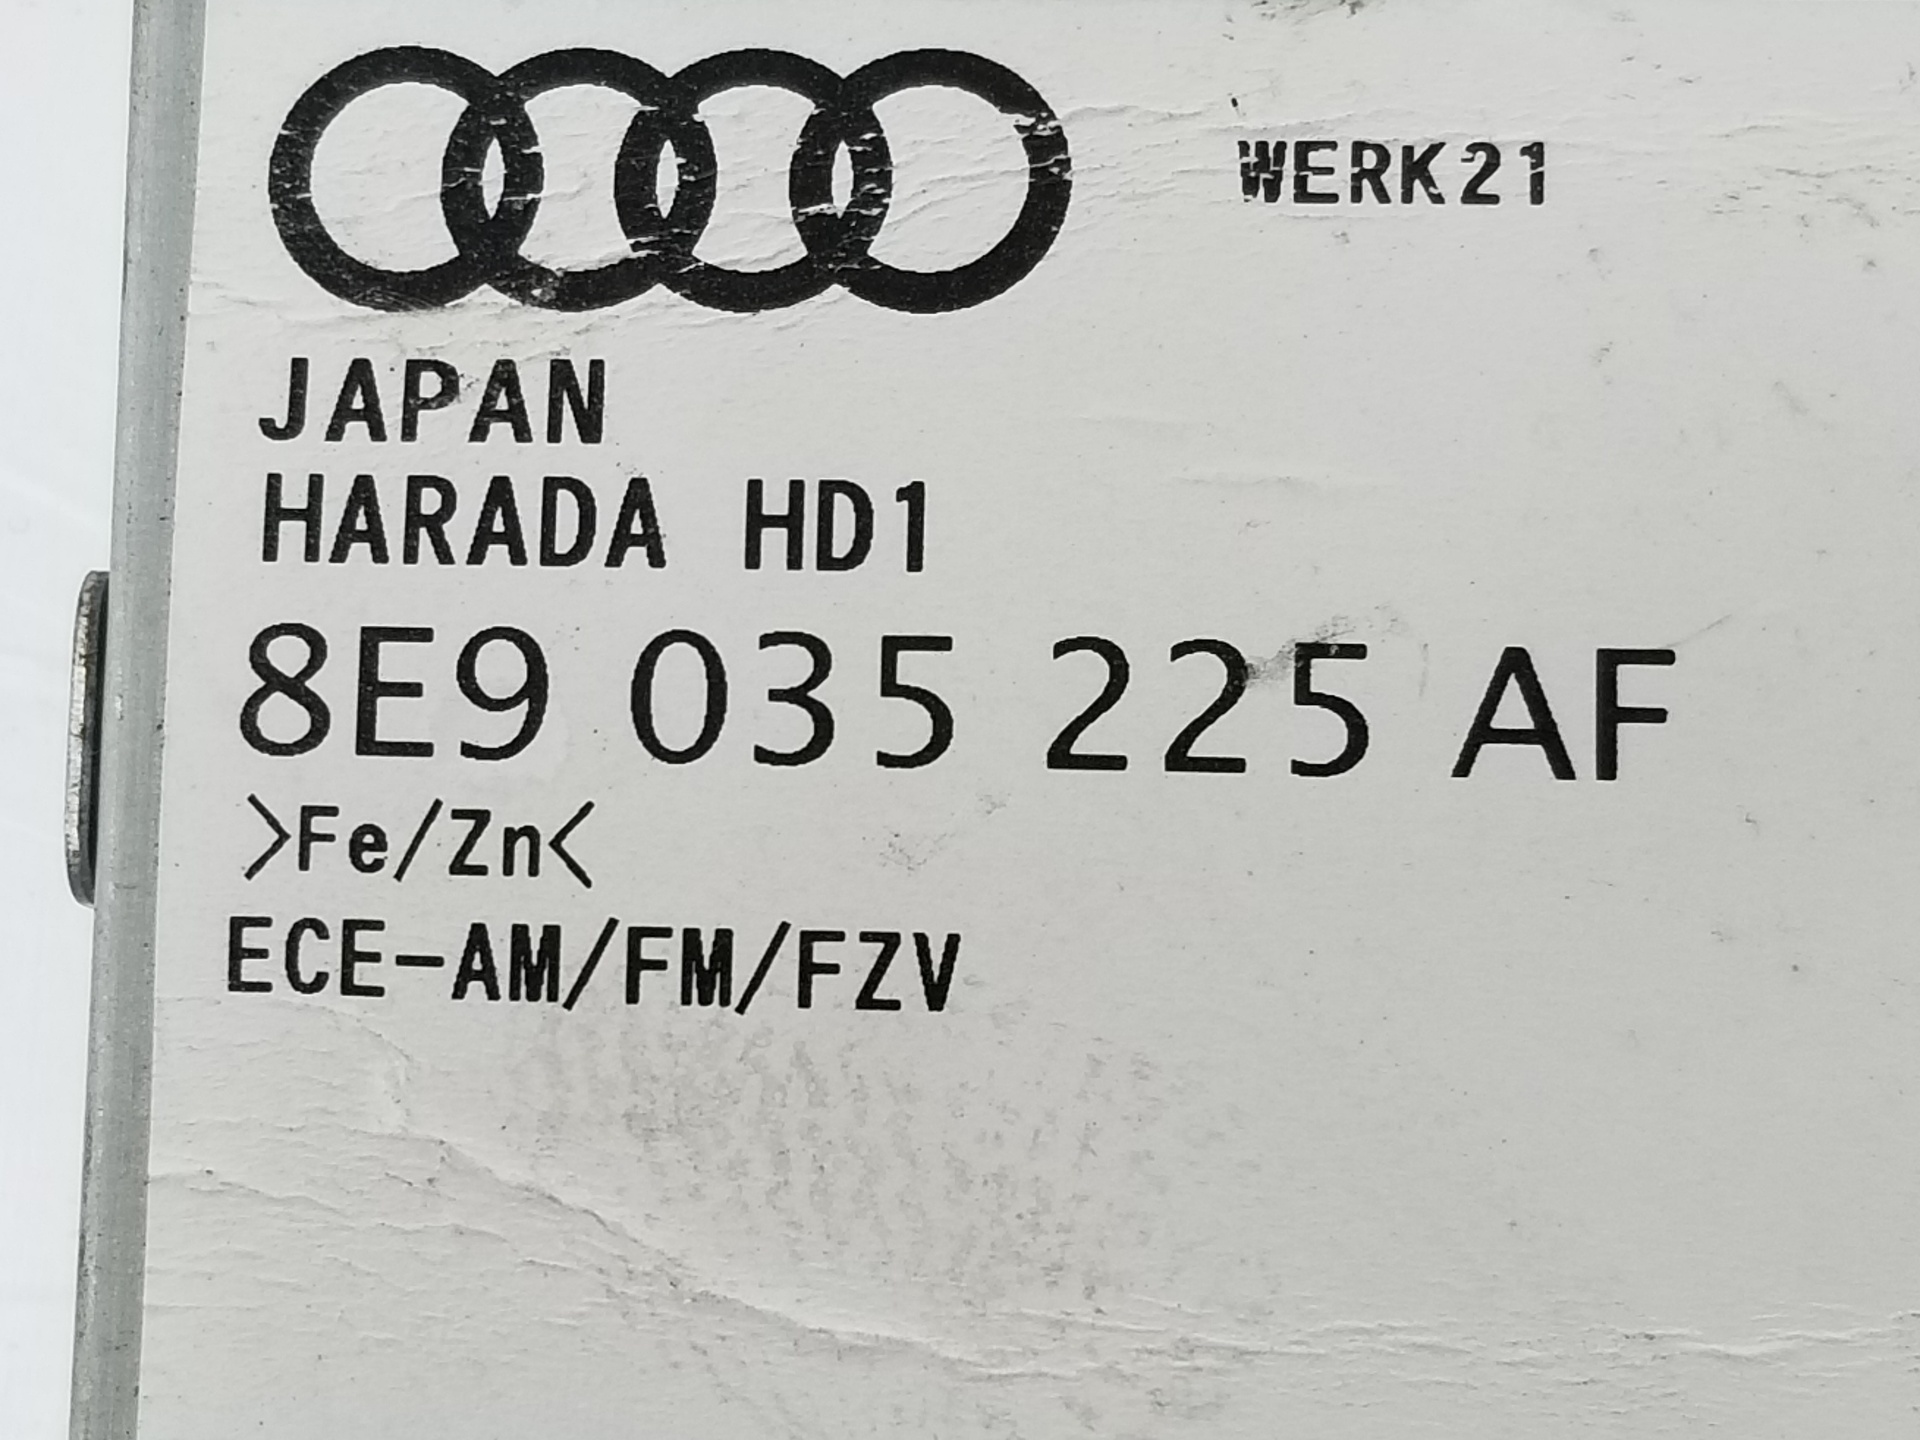 WERK21
JAPAN
HARADA HD1
8E9 035 225 AF
>Fe/Zn<
ECE-AM/FM/FZV